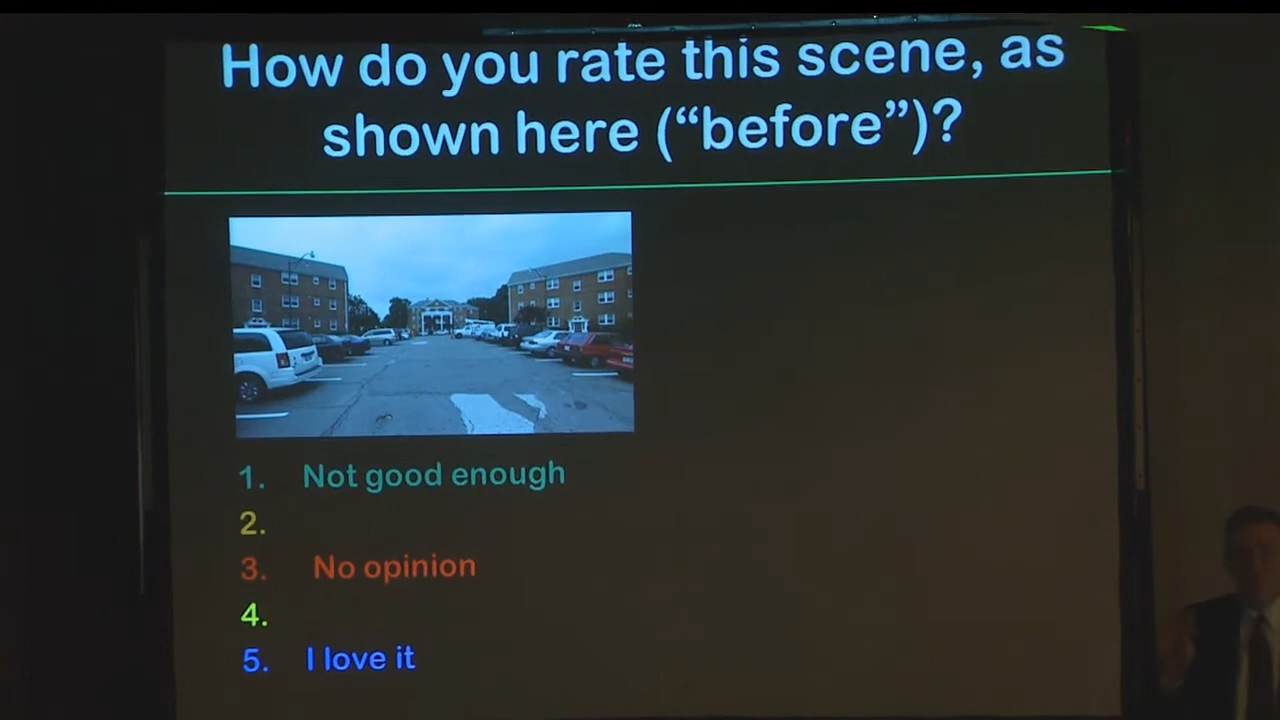 How do you rate this scene, as
shown here (“before”)?
1. Not good enough
2.
3. No opinion
4.
5. I love it